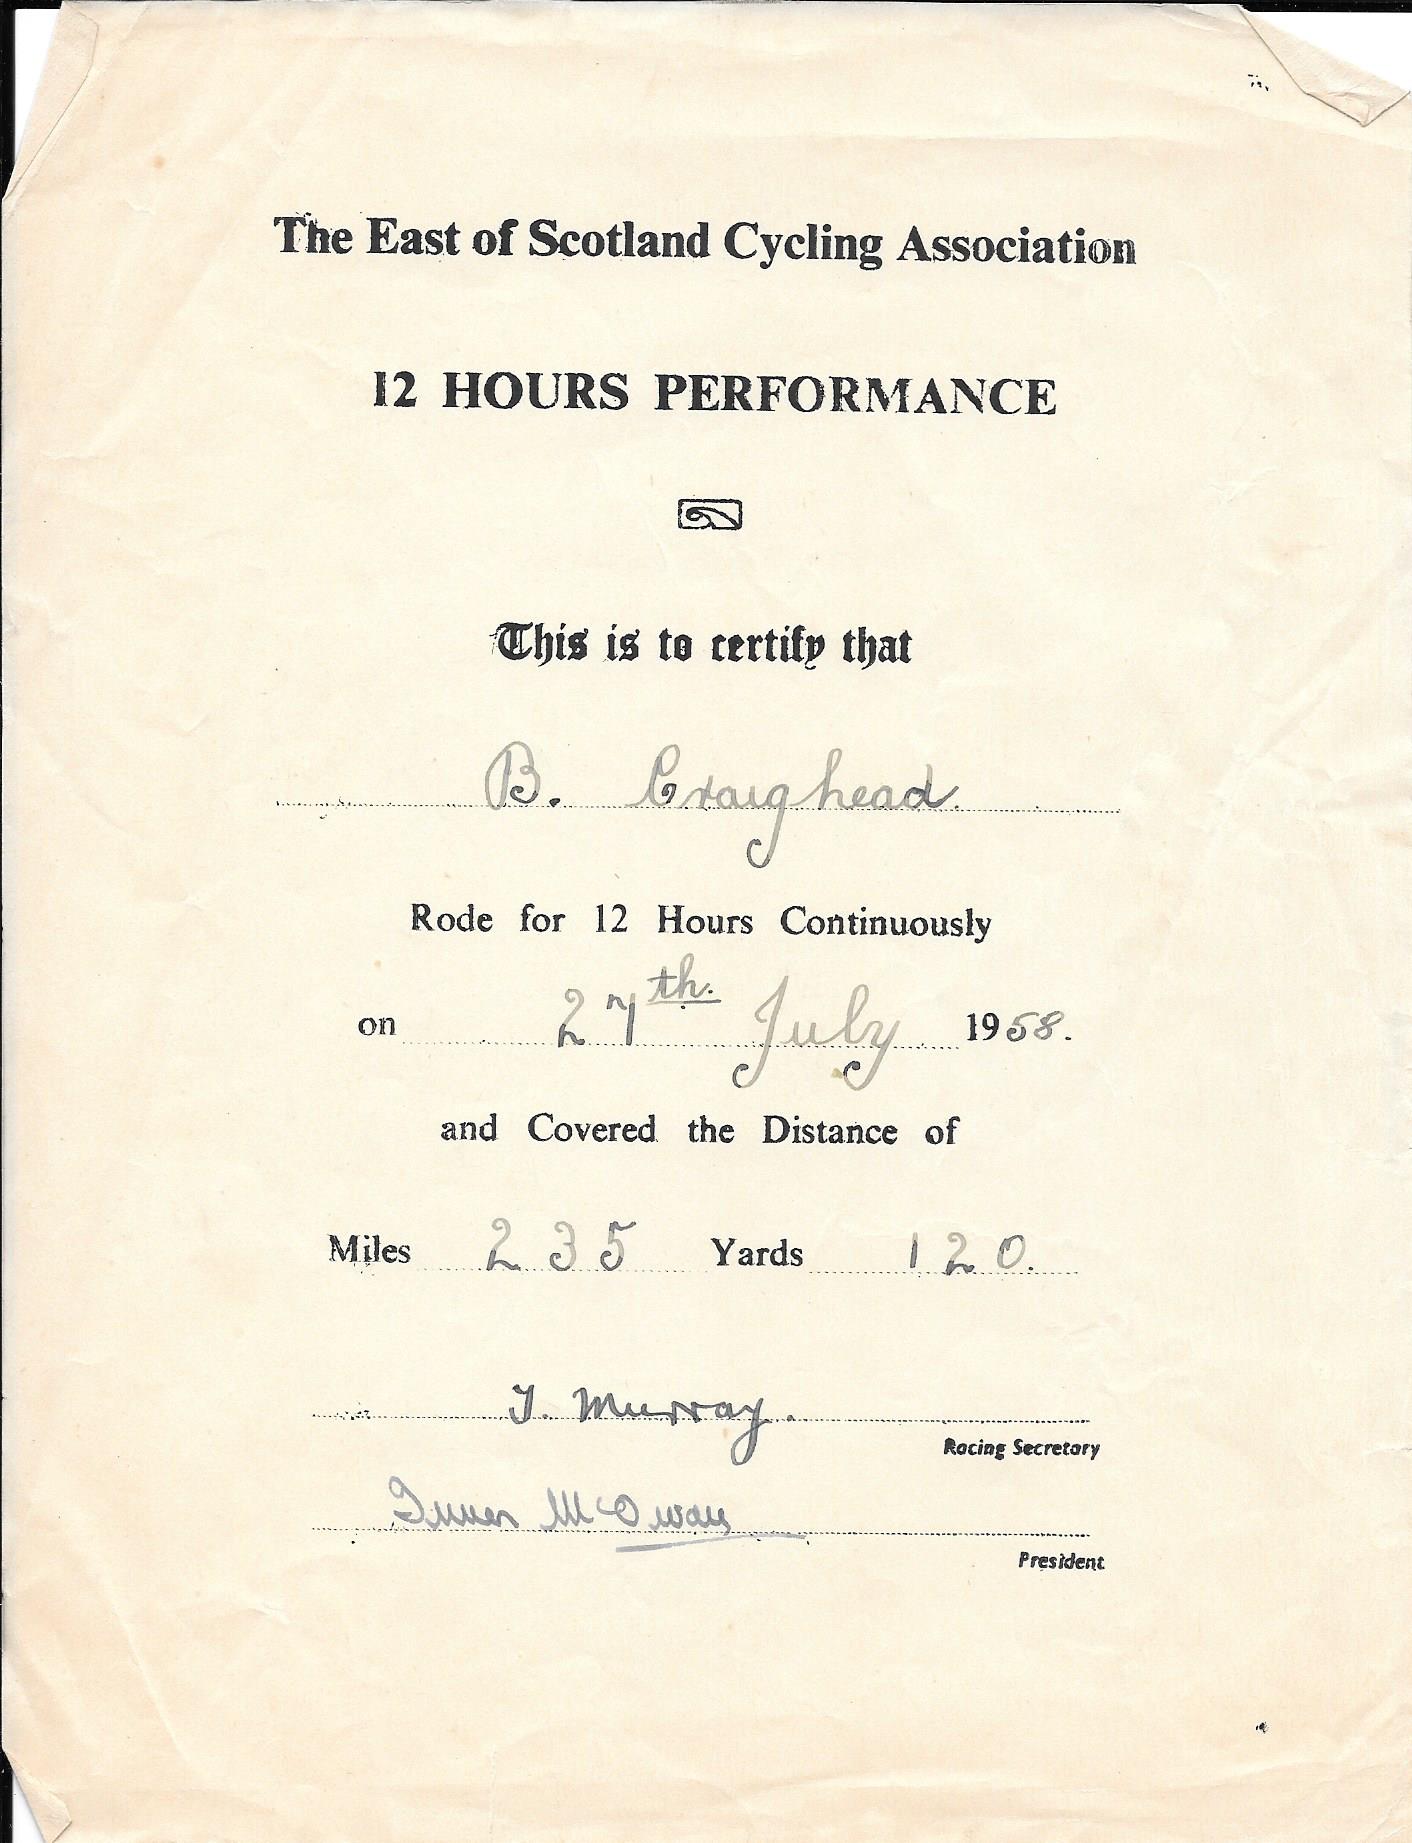 The East of Scotland Cycling Association
12 HOURS PERFORMANCE
This is to certify that
B. Craighead.
Rode for 12 Hours Continuously
on 27th. July 1958.
and Covered the Distance of
Miles 235 Yards 120.
J. Murray.
Racing Secretary
McOwan
President